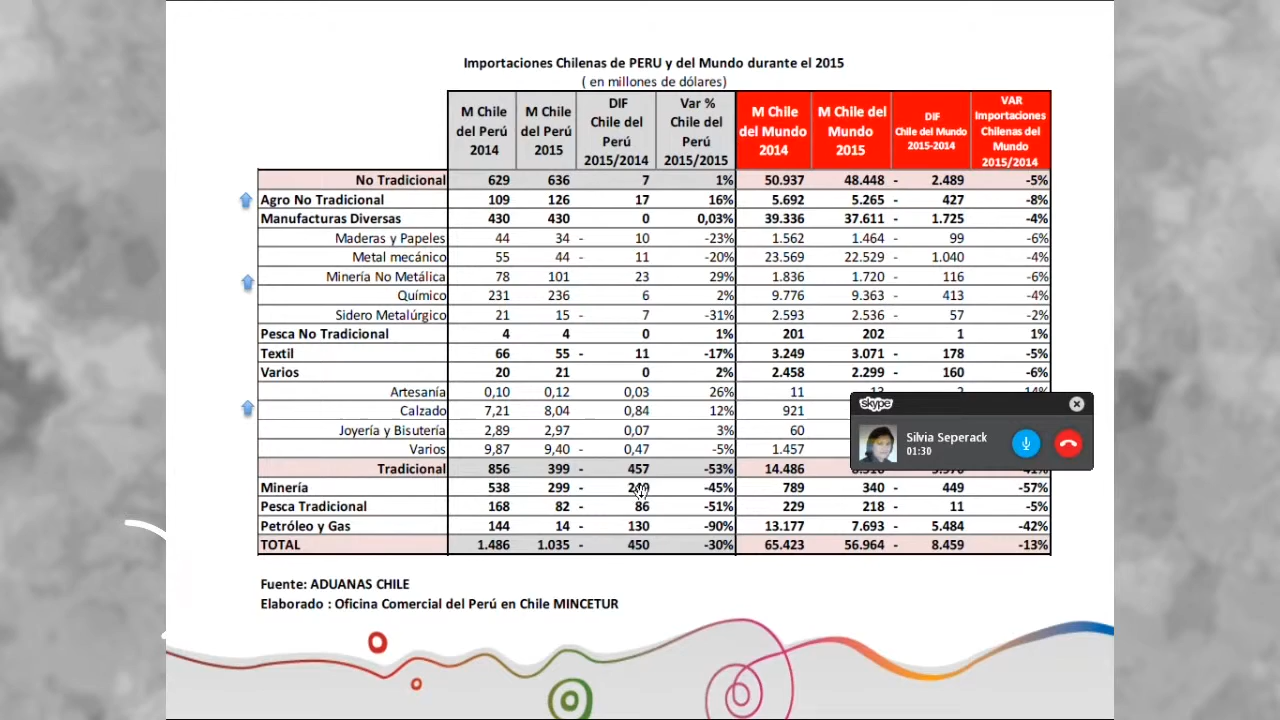 Importaciones Chilenas de PERU y del Mundo durante el 2015
( en millones de dólares)
M Chile del Perú 2014 M Chile del Perú 2015 DIF Chile del Perú 2015/2014 Var % Chile del Perú 2015/2015 M Chile del Mundo 2014 M Chile del Mundo 2015 DIF Chile del Mundo 2015-2014 VAR Importaciones Chilenas del Mundo 2015/2014
No Tradicional 629 636 7 1% 50.937 48.448 - 2.489 -5%
Agro No Tradicional 109 126 17 16% 5.692 5.265 - 427 -8%
Manufacturas Diversas 430 430 0 0,03% 39.336 37.611 - 1.725 -4%
Maderas y Papeles 44 34 - 10 -23% 1.562 1.464 - 99 -6%
Metal mecánico 55 44 - 11 -20% 23.569 22.529 - 1.040 -4%
Minería No Metálica 78 101 23 29% 1.836 1.720 - 116 -6%
Químico 231 236 6 2% 9.776 9.363 - 413 -4%
Sidero Metalúrgico 21 15 - 7 -31% 2.593 2.536 - 57 -2%
Pesca No Tradicional 4 4 0 1% 201 202 1 1%
Textil 66 55 - 11 -17% 3.249 3.071 - 178 -5%
Varios 20 21 0 2% 2.458 2.299 - 160 -6%
Artesanía 0,10 0,12 0,03 26% 11
Calzado 7,21 8,04 0,84 12% 921
Joyería y Bisutería 2,89 2,97 0,07 3% 60
Varios 9,87 9,40 - 0,47 -5% 1.457
Tradicional 856 399 - 457 -53% 14.486
Minería 538 299 - -45% 789 340 - 449 -57%
Pesca Tradicional 168 82 - 86 -51% 229 218 - 11 -5%
Petróleo y Gas 144 14 - 130 -90% 13.177 7.693 - 5.484 -42%
TOTAL 1.486 1.035 - 450 -30% 65.423 56.964 - 8.459 -13%
skype
Silvia Seperack
01:30
Fuente: ADUANAS CHILE
Elaborado : Oficina Comercial del Perú en Chile MINCETUR